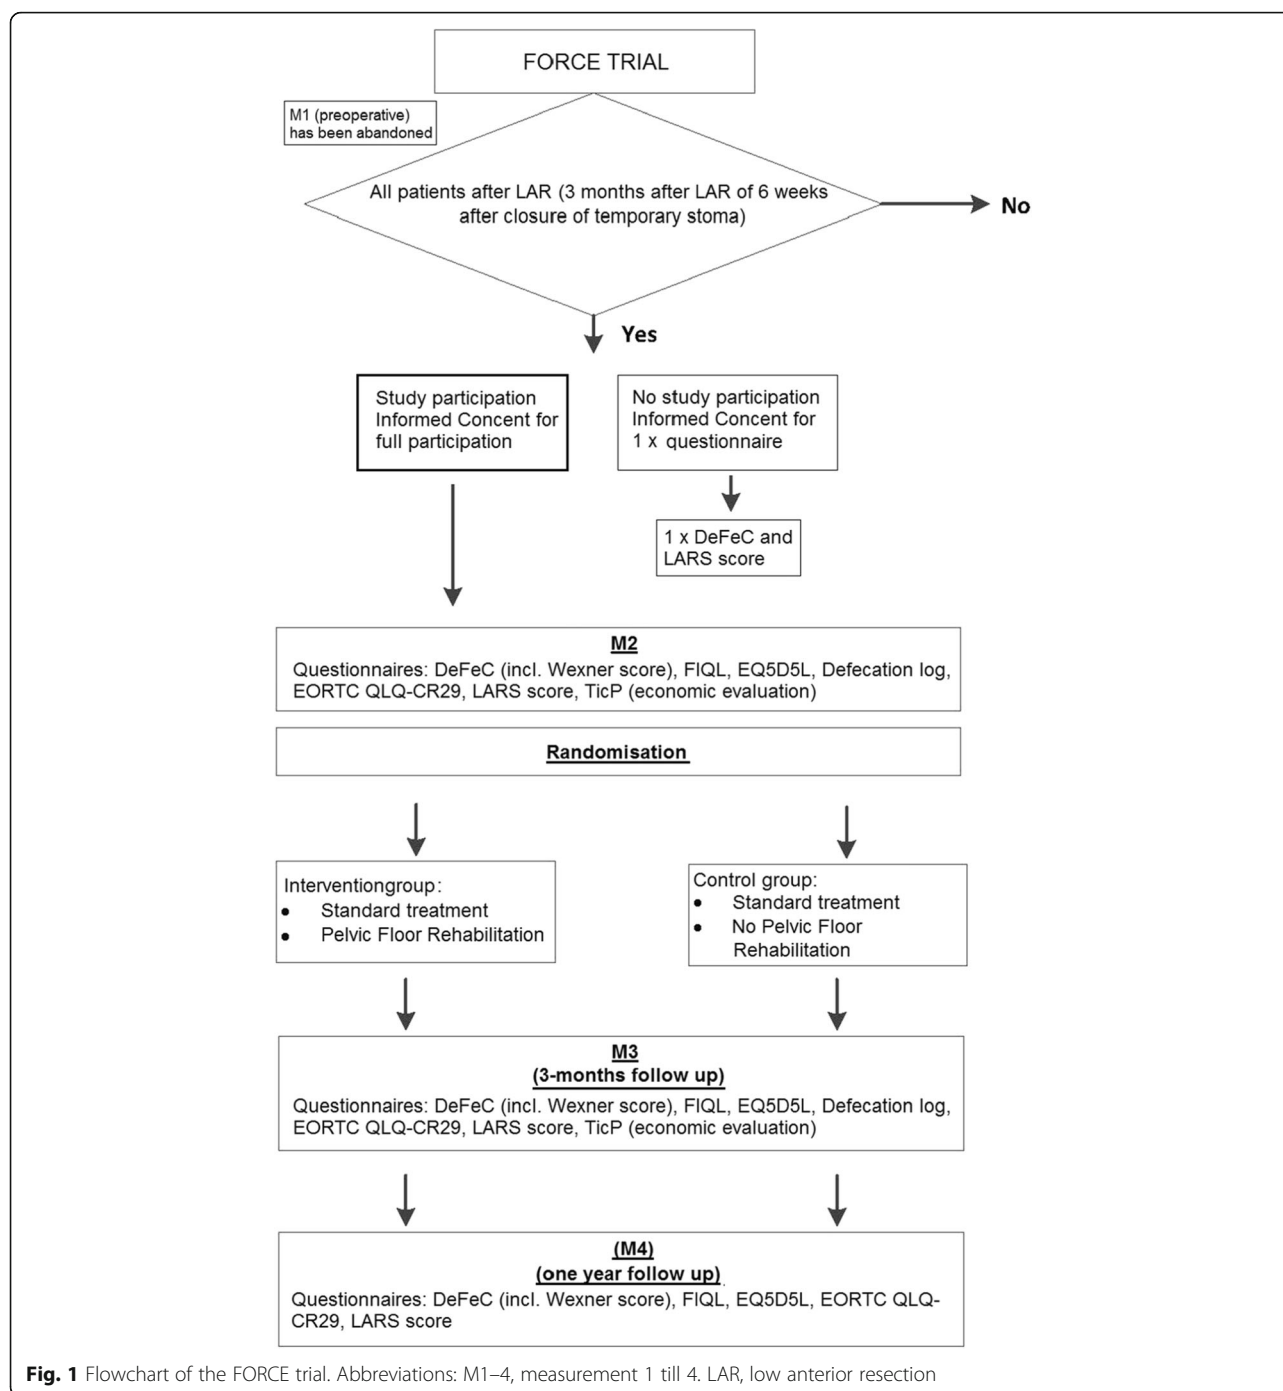 FORCE TRIAL
M1 (preoperative)
has been abandoned
All patients after LAR (3 months after LAR of 6 weeks
after closure of temporary stoma)
No
Yes
Study participation
Informed Concent for
full participation
No study participation
Informed Concent for
1 x questionnaire
1 x DeFeC and
LARS score
M2
Questionnaires: DeFeC (incl. Wexner score), FIQL, EQ5D5L, Defecation log,
EORTC QLQ-CR29, LARS score, TicP (economic evaluation)
Randomisation
Interventiongroup:
• Standard treatment
• Pelvic Floor Rehabilitation
Control group:
• Standard treatment
• No Pelvic Floor
Rehabilitation
M3
(3-months follow up)
Questionnaires: DeFeC (incl. Wexner score), FIQL, EQ5D5L, Defecation log,
EORTC QLQ-CR29, LARS score, TicP (economic evaluation)
(M4)
(one year follow up)
Questionnaires: DeFeC (incl. Wexner score), FIQL, EQ5D5L, EORTC QLQ-
CR29, LARS score
Fig. 1 Flowchart of the FORCE trial. Abbreviations: M1–4, measurement 1 till 4. LAR, low anterior resection